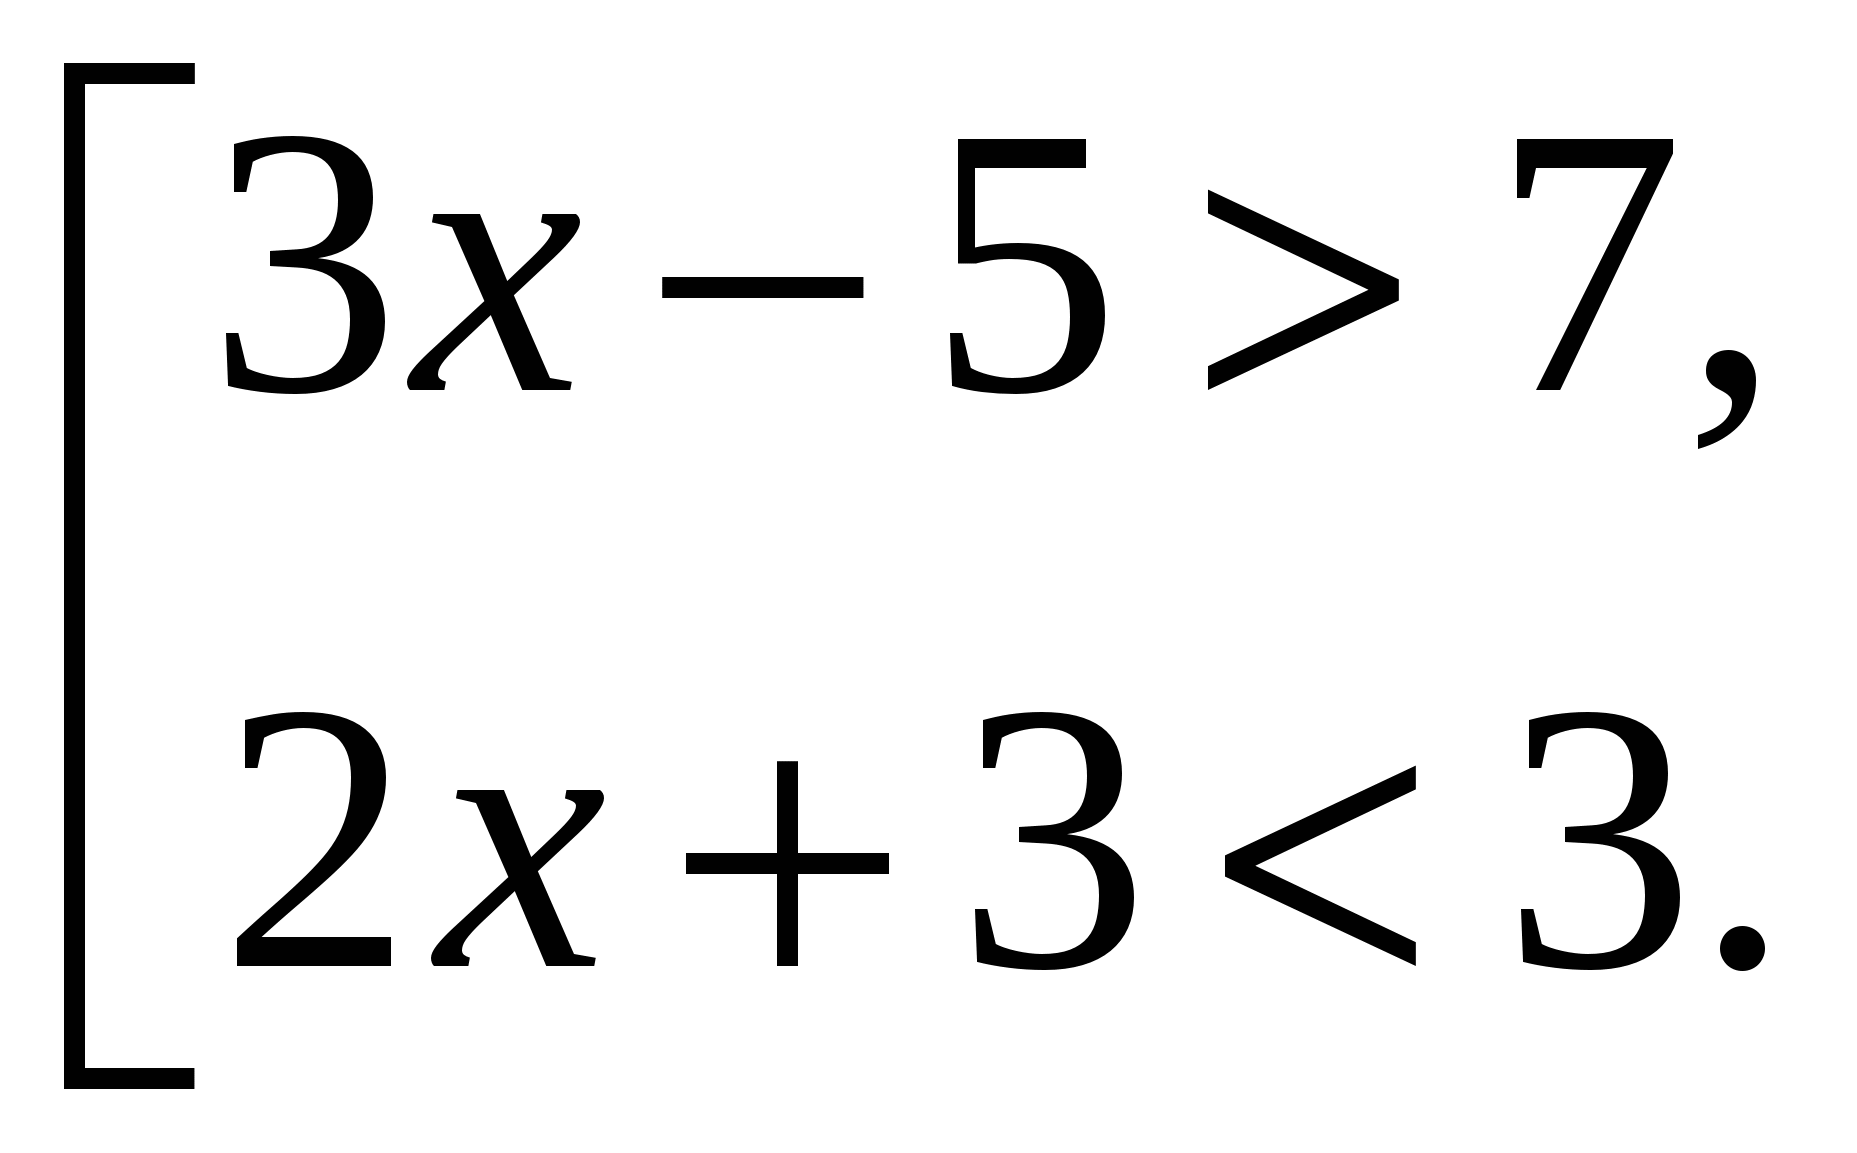 3x − 5 > 7,
2x + 3 < 3.